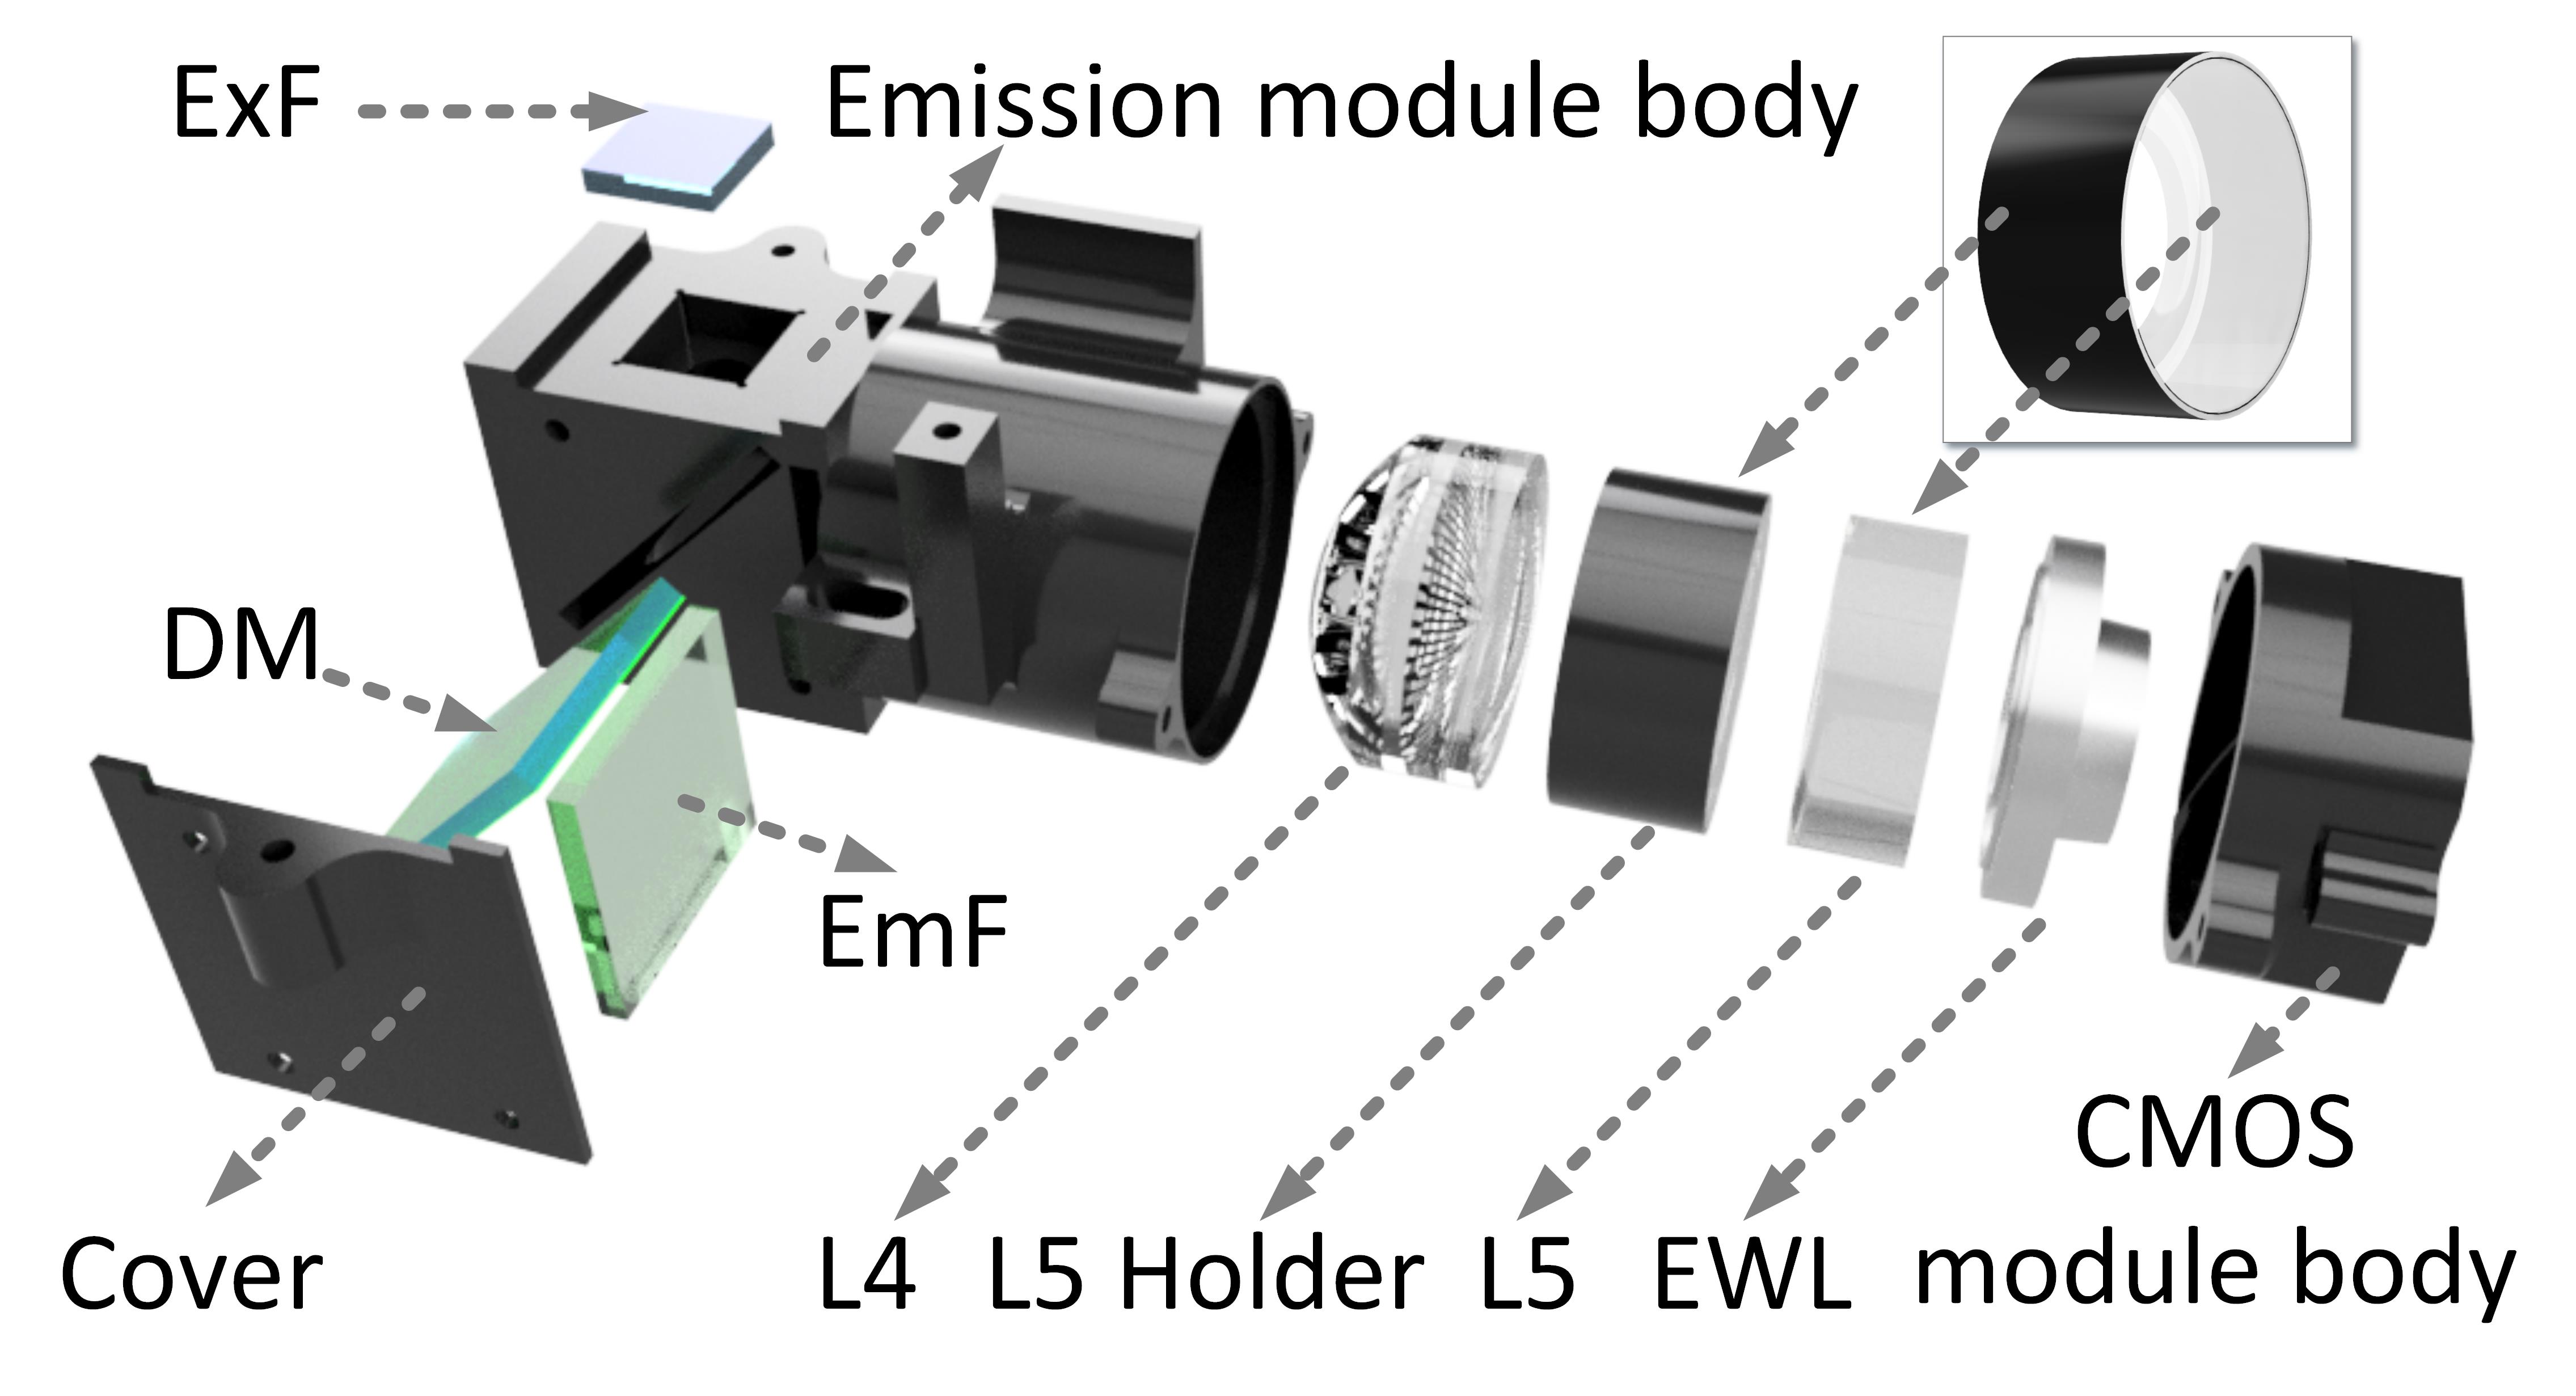 ExF
Emission module body
DM
EmF
Cover
L4
L5 Holder
L5
EWL
CMOS
module body